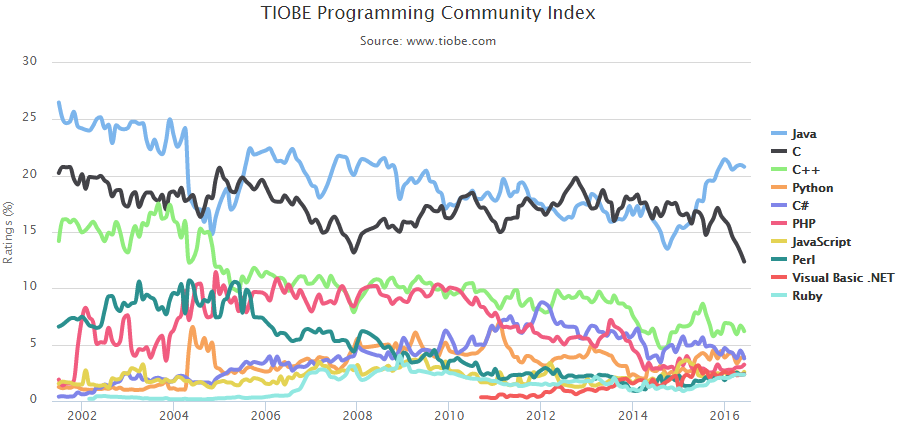 TIOBE Programming Community Index
Source: www.tiobe.com
Ratings (%)
30
25
20
15
10
5
0
2002 2004 2006 2008 2010 2012 2014 2016
Java
C
C++
Python
C#
PHP
JavaScript
Perl
Visual Basic .NET
Ruby